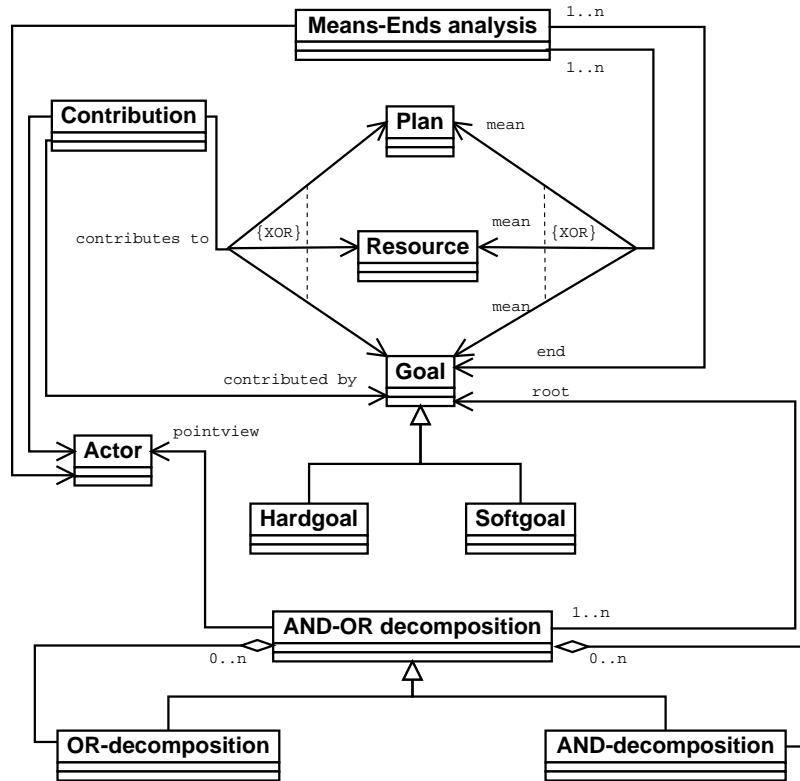 1..n
Means-Ends analysis
1..n
Contribution
Plan
mean
contributes to
{XOR}
mean
{XOR}
Resource
mean
end
Goal
contributed by
root
pointview
Actor
Hardgoal
Softgoal
1..n
AND-OR decomposition
0..n
0..n
OR-decomposition
AND-decomposition